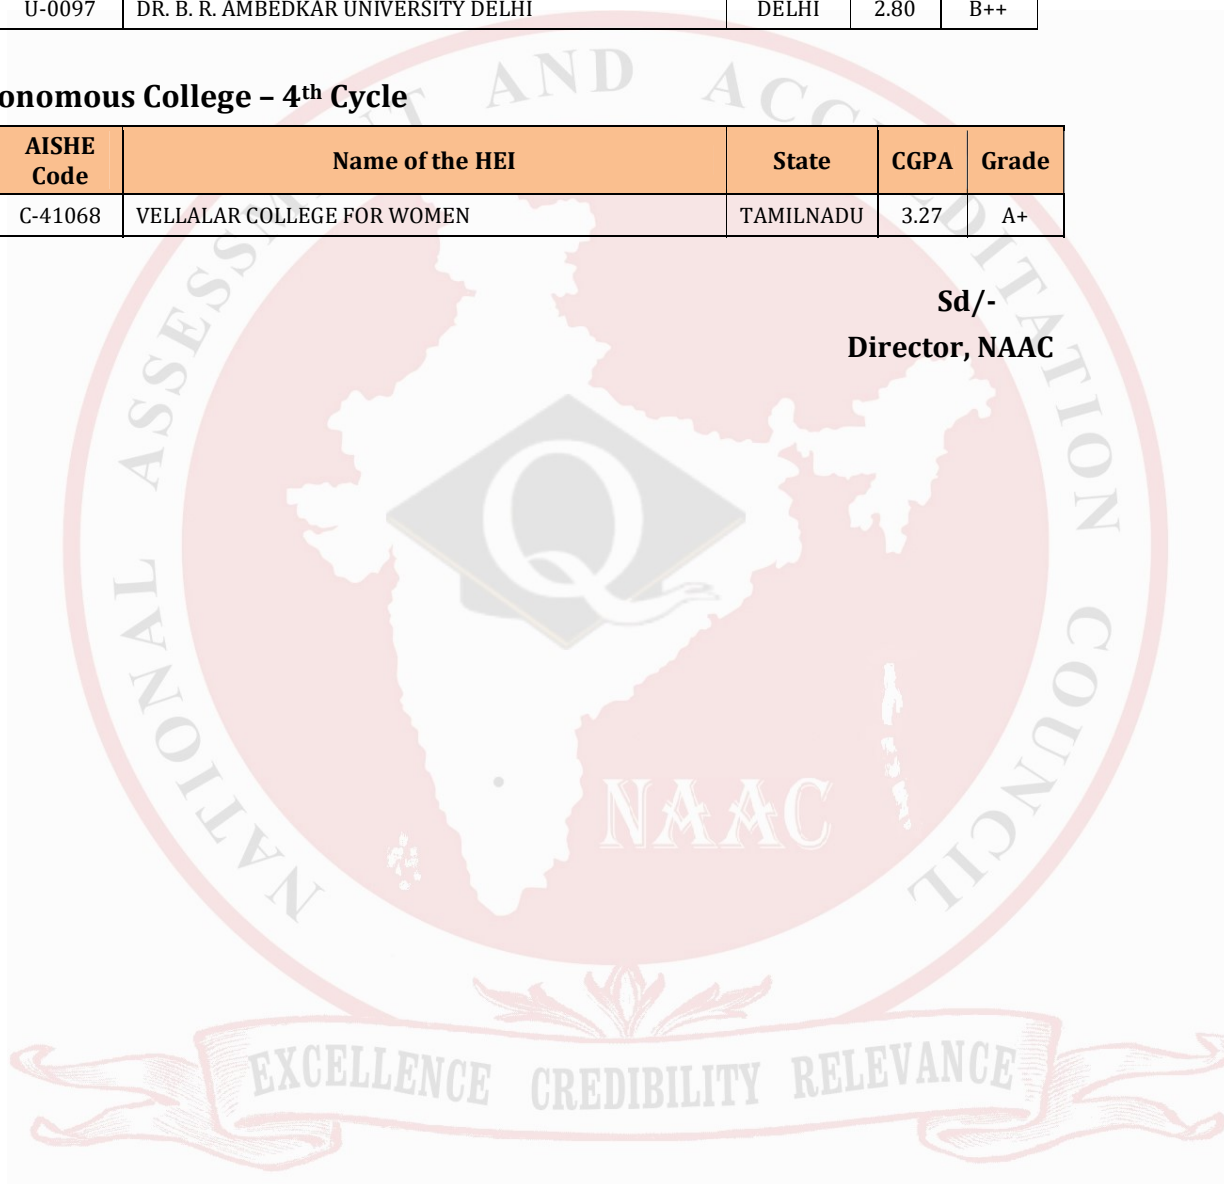 U-0097 DR. B. R. AMBEDKAR UNIVERSITY DELHI DELHI 2.80 B++
onomous College – 4th Cycle
AISHE Code Name of the HEI State CGPA Grade
C-41068 VELLALAR COLLEGE FOR WOMEN TAMILNADU 3.27 A+
Sd/-
Director, NAAC
NATIONAL ASSESSMENT AND ACCREDITATION COUNCIL
NAAC
EXCELLENCE CREDIBILITY RELEVANCE